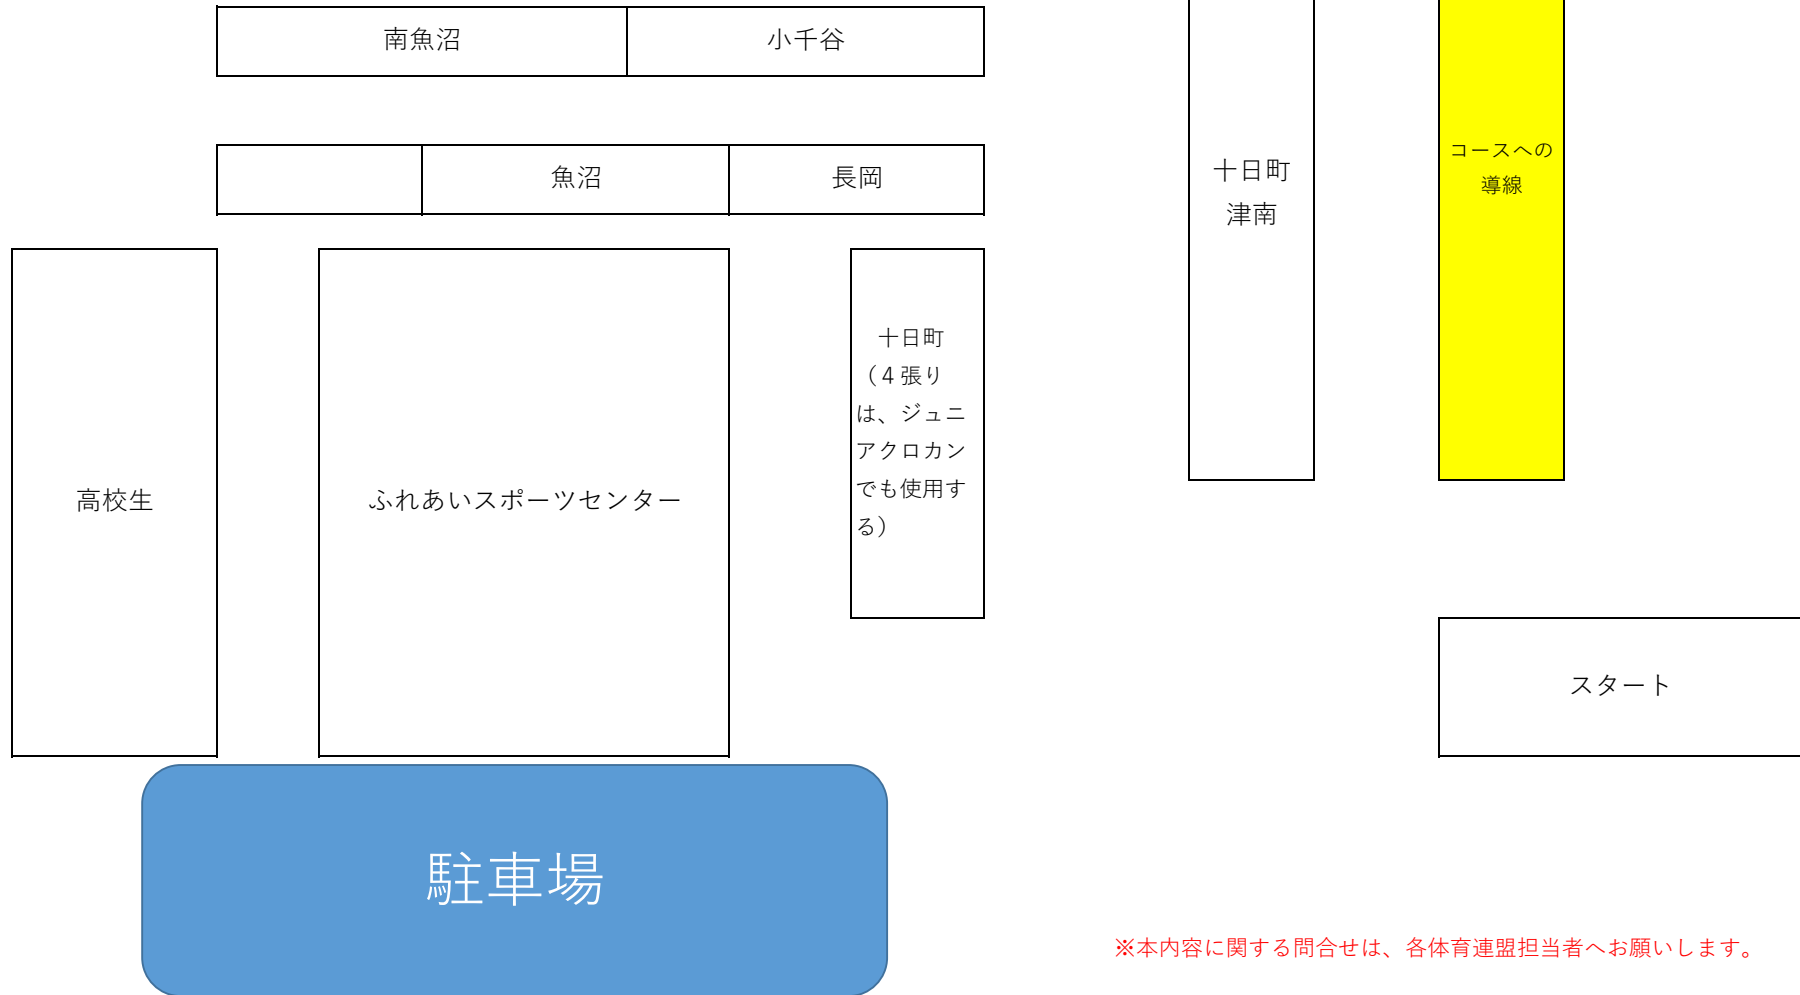 南魚沼
小千谷
魚沼
長岡
十日町
津南
コースへの
導線
高校生
ふれあいスポーツセンター
十日町
（４張り
は、ジュニ
アクロカン
でも使用す
る）
スタート
駐車場
※本内容に関する問合せは、各体育連盟担当者へお願いします。